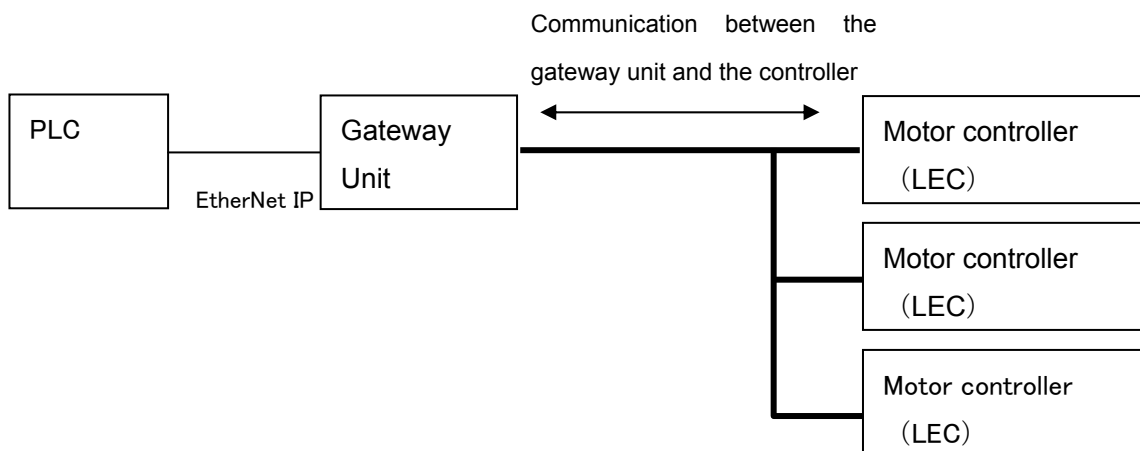 Communication between the
gateway unit and the controller
PLC
EtherNet IP
Gateway
Unit
Motor controller
（LEC）
Motor controller
（LEC）
Motor controller
（LEC）